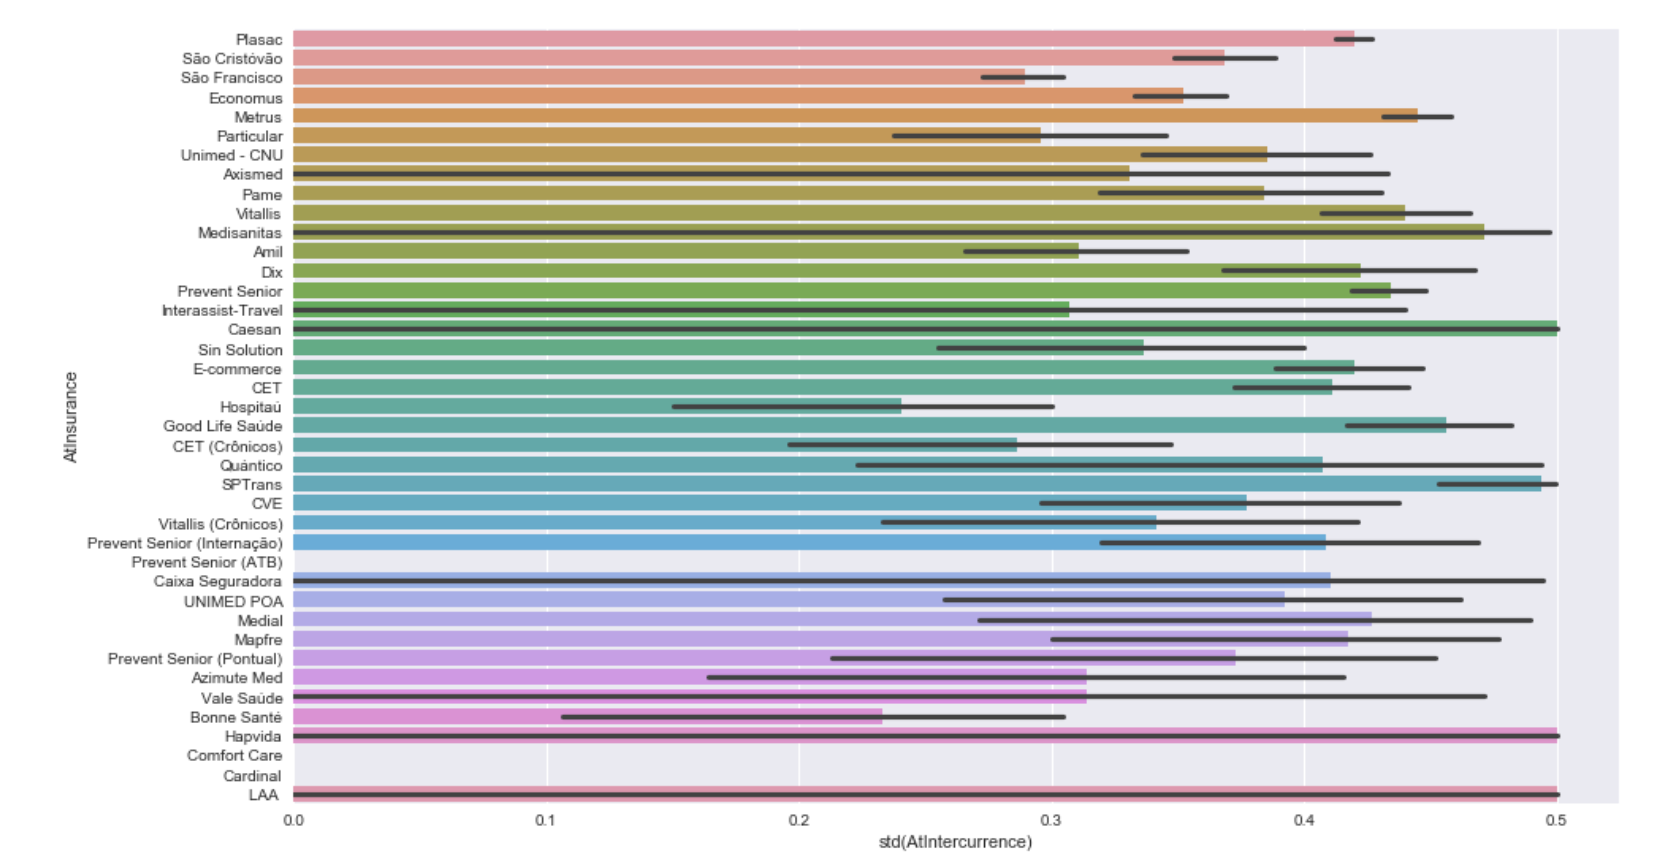 Plasac
São Cristóvão
São Francisco
Economus
Metrus
Particular
Unimed - CNU
Axismed
Pame
Vitallis
Medisanitas
Amil
Dix
Prevent Senior
Interassist-Travel
Caesan
Sin Solution
E-commerce
CET
Hospitaú
Good Life Saúde
CET (Crônicos)
Quántico
SPTrans
CVE
Vitallis (Crônicos)
Prevent Senior (Internação)
Prevent Senior (ATB)
Caixa Seguradora
UNIMED POA
Medial
Mapfre
Prevent Senior (Pontual)
Azimute Med
Vale Saúde
Bonne Santé
Hapvida
Comfort Care
Cardinal
LAA
AtInsurance
0.0 0.1 0.2 0.3 0.4 0.5
std(AtIntercurrence)